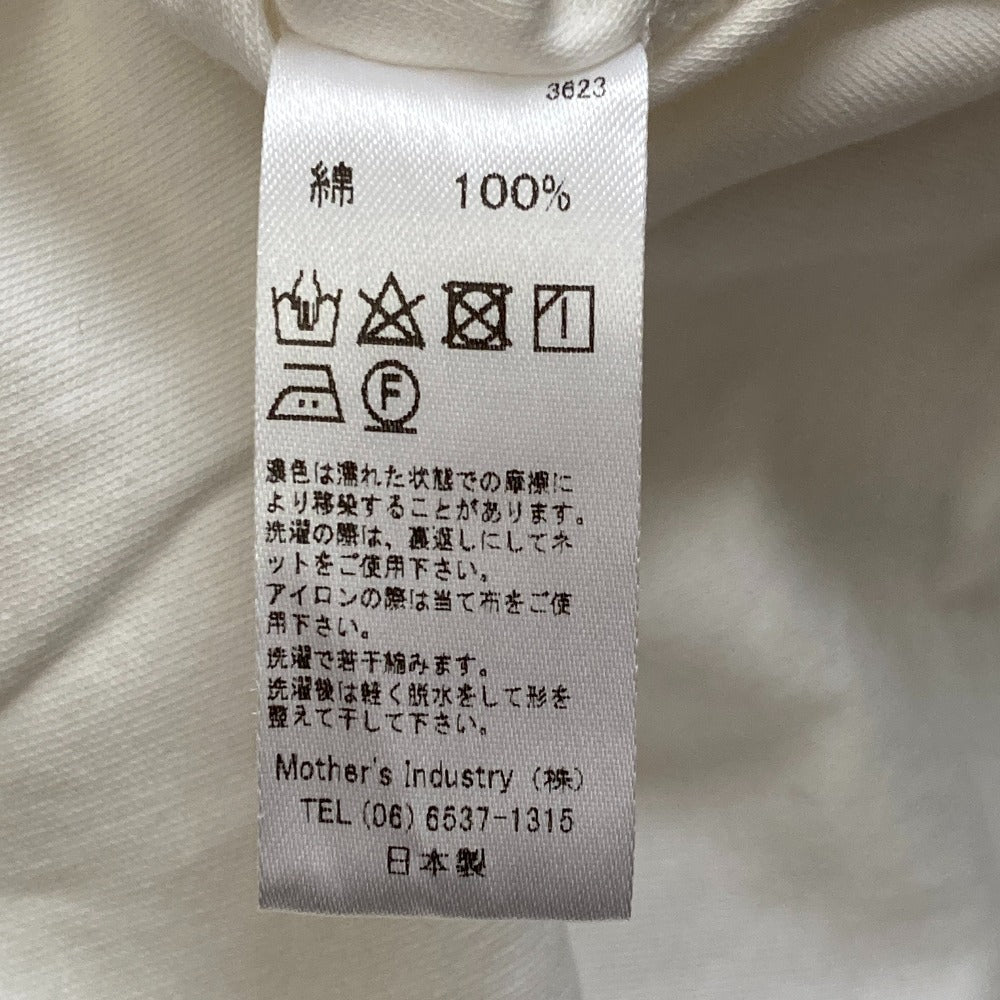 3623
綿 100%
F
濃色は濡れた状態での摩擦に
より移染することがあります。
洗濯の際は、裏返しにしてネ
ットをご使用下さい。
アイロンの際は当て布をご使
用下さい。
洗濯で若干縮みます。
洗濯後は軽く脱水をして形を
整えて干して下さい。
Mother's Industry (株)
TEL (06) 6537-1315
日本製